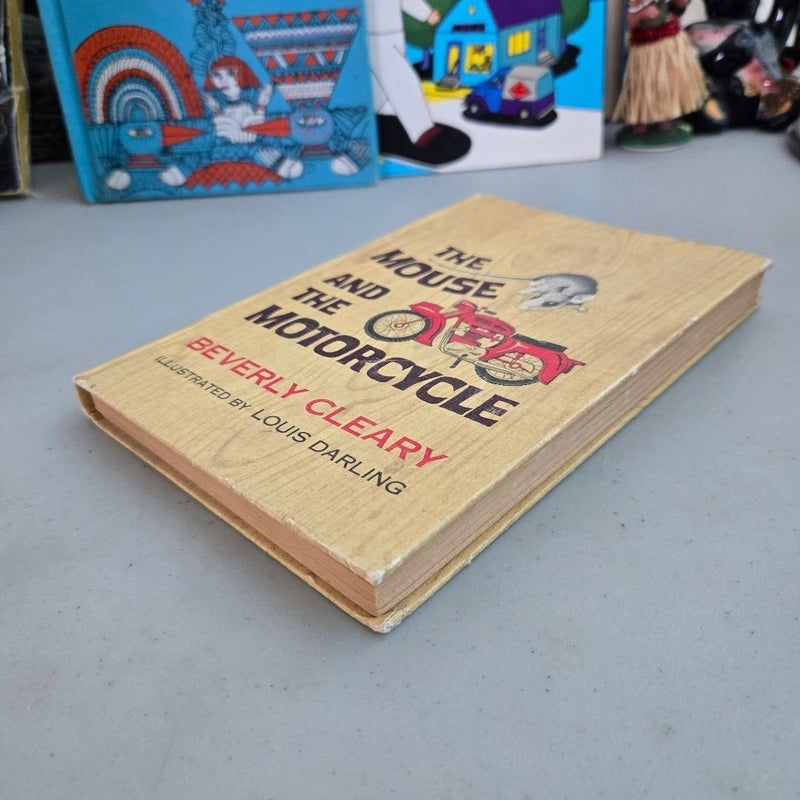 THE
MOUSE
AND
THE
MOTORCYCLE
BEVERLY CLEARY
ILLUSTRATED BY LOUIS DARLING